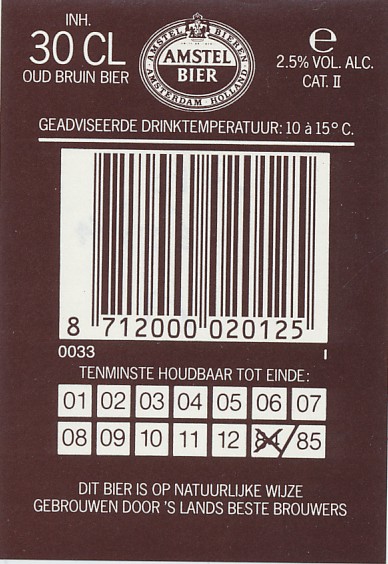 INH.
30 CL
OUD BRUIN BIER
AMSTEL BIEREN
AMSTEL
BIER
AMSTERDAM HOLLAND
e
2.5% VOL. ALC.
CAT. II
GEADVISEERDE DRINKTEMPERATUUR: 10 à 15° C.
8 712000 020125
0033 I
TENMINSTE HOUDBAAR TOT EINDE:
01 02 03 04 05 06 07
08 09 10 11 12 84/85
DIT BIER IS OP NATUURLIJKE WIJZE
GEBROUWEN DOOR 'S LANDS BESTE BROUWERS